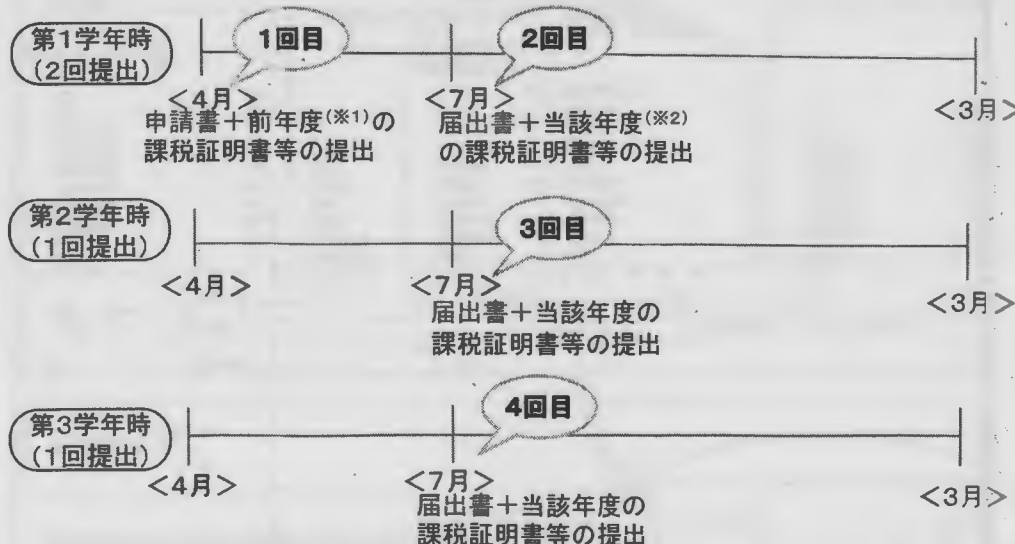 第1学年時
(2回提出)
1回目
2回目
<4月>
<7月>
<3月>
申請書+前年度(※1)の
課税証明書等の提出
届出書+当該年度(※2)
の課税証明書等の提出
第2学年時
(1回提出)
3回目
<4月>
<7月>
<3月>
届出書+当該年度の
課税証明書等の提出
第3学年時
(1回提出)
4回目
<4月>
<7月>
<3月>
届出書+当該年度の
課税証明書等の提出